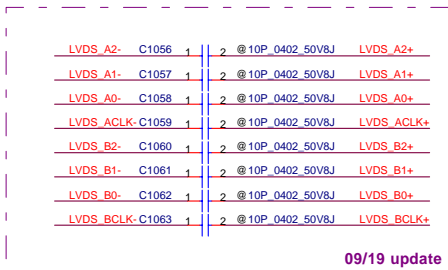 LVDS_A2- C1056 1 2 @10P_0402_50V8J LVDS_A2+
LVDS_A1- C1057 1 2 @10P_0402_50V8J LVDS_A1+
LVDS_A0- C1058 1 2 @10P_0402_50V8J LVDS_A0+
LVDS_ACLK- C1059 1 2 @10P_0402_50V8J LVDS_ACLK+
LVDS_B2- C1060 1 2 @10P_0402_50V8J LVDS_B2+
LVDS_B1- C1061 1 2 @10P_0402_50V8J LVDS_B1+
LVDS_B0- C1062 1 2 @10P_0402_50V8J LVDS_B0+
LVDS_BCLK- C1063 1 2 @10P_0402_50V8J LVDS_BCLK+
09/19 update